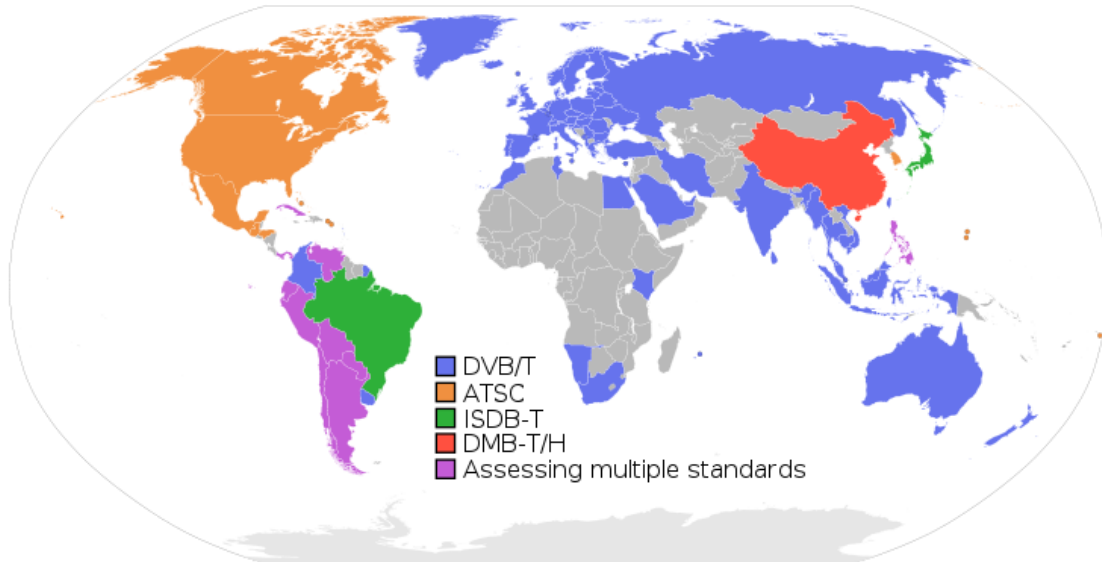 DVB/T
ATSC
ISDB-T
DMB-T/H
Assessing multiple standards